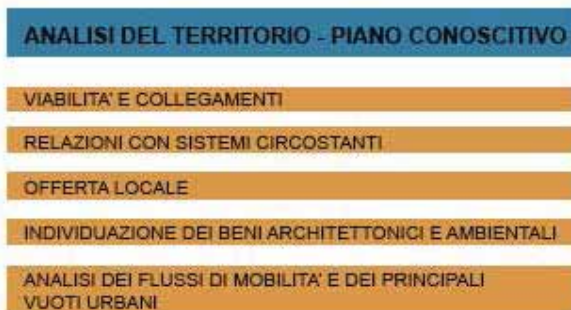 ANALISI DEL TERRITORIO - PIANO CONOSCITIVO
VIABILITA' E COLLEGAMENTI
RELAZIONI CON SISTEMI CIRCOSTANTI
OFFERTA LOCALE
INDIVIDUAZIONE DEI BENI ARCHITETTONICI E AMBIENTALI
ANALISI DEI FLUSSI DI MOBILITA' E DEI PRINCIPALI
VUOTI URBANI